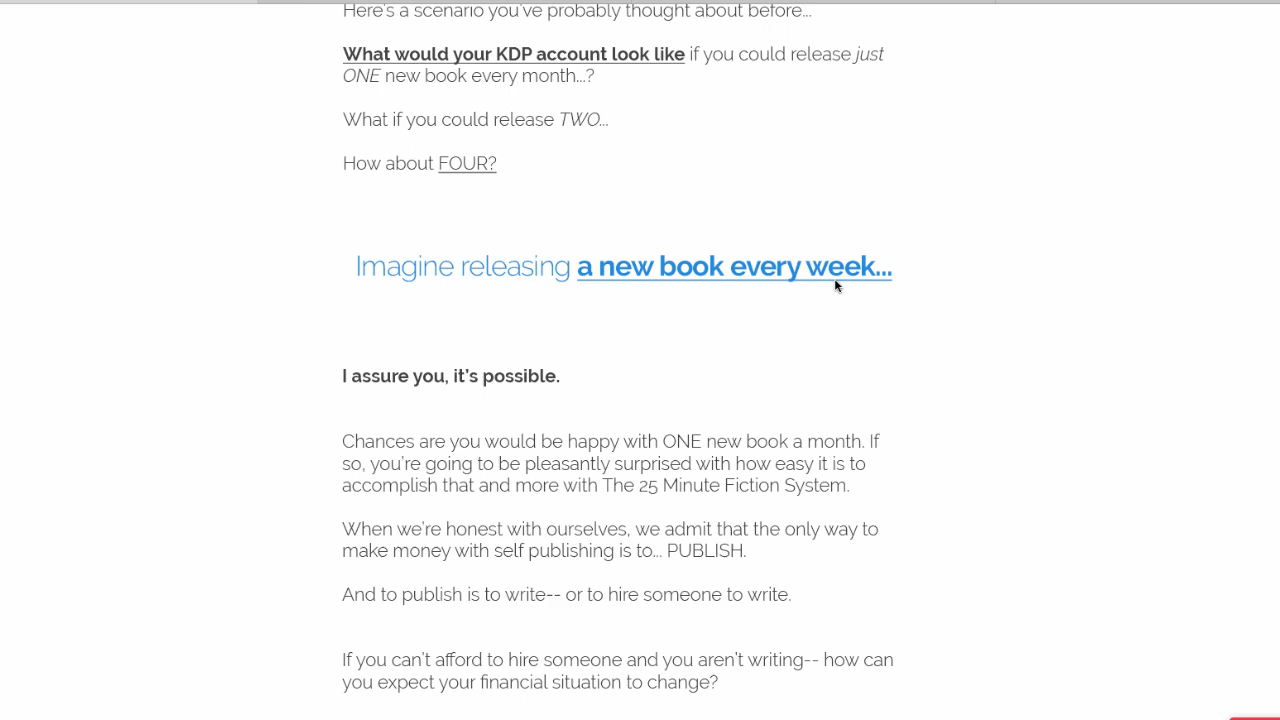 Here's a scenario you've probably thought about before...
What would your KDP account look like if you could release just
ONE new book every month...?
What if you could release TWO...
How about FOUR?
Imagine releasing a new book every week...
I assure you, it's possible.
Chances are you would be happy with ONE new book a month. If
so, you're going to be pleasantly surprised with how easy it is to
accomplish that and more with The 25 Minute Fiction System.
When we're honest with ourselves, we admit that the only way to
make money with self publishing is to... PUBLISH.
And to publish is to write-- or to hire someone to write.
If you can't afford to hire someone and you aren't writing-- how can
you expect your financial situation to change?